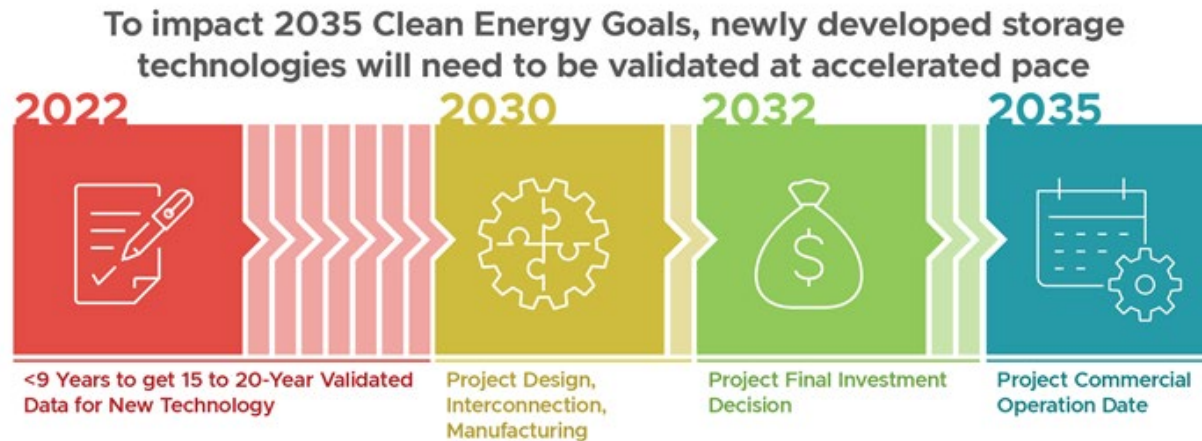 To impact 2035 Clean Energy Goals, newly developed storage
technologies will need to be validated at accelerated pace
2022
2030
2032
2035
$
<9 Years to get 15 to 20-Year Validated
Data for New Technology
Project Design,
Interconnection,
Manufacturing
Project Final Investment
Decision
Project Commercial
Operation Date